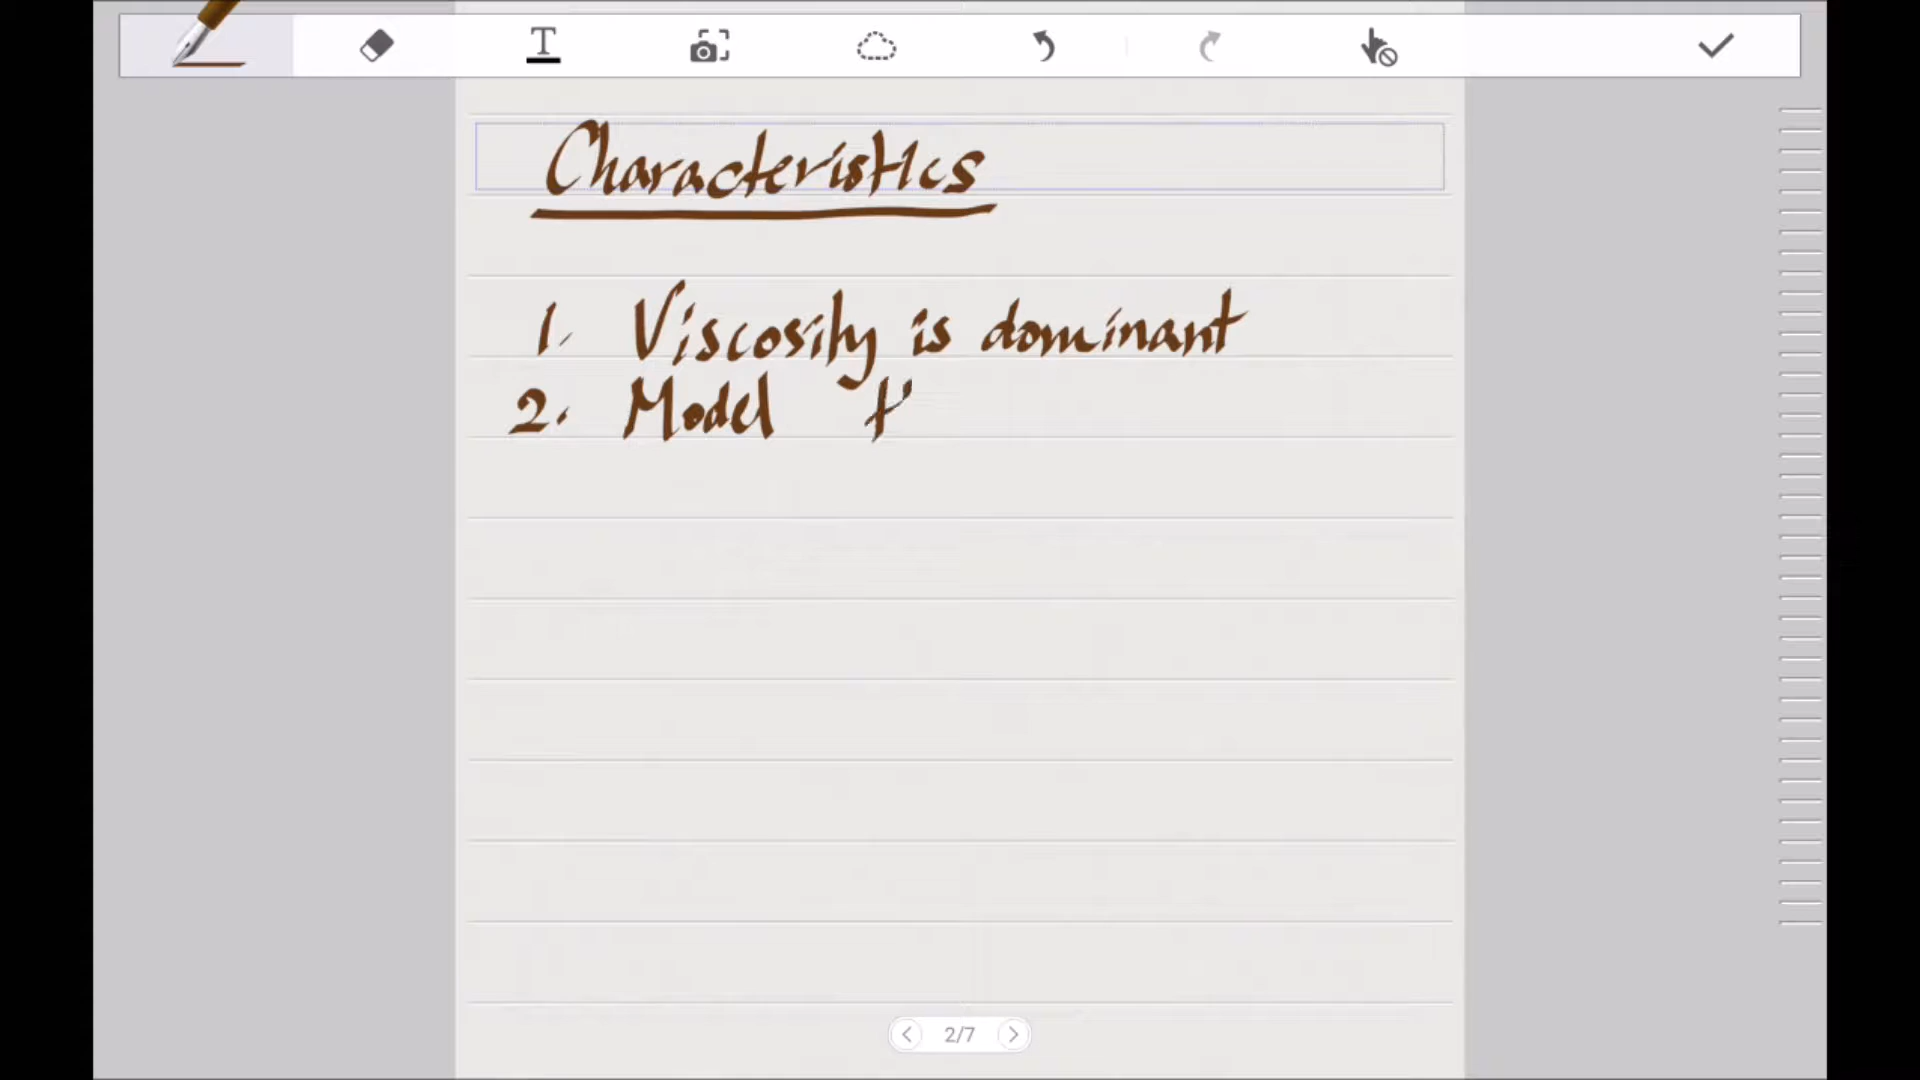 T
Characteristics
1. Viscosity is dominant
2. Model
2/7